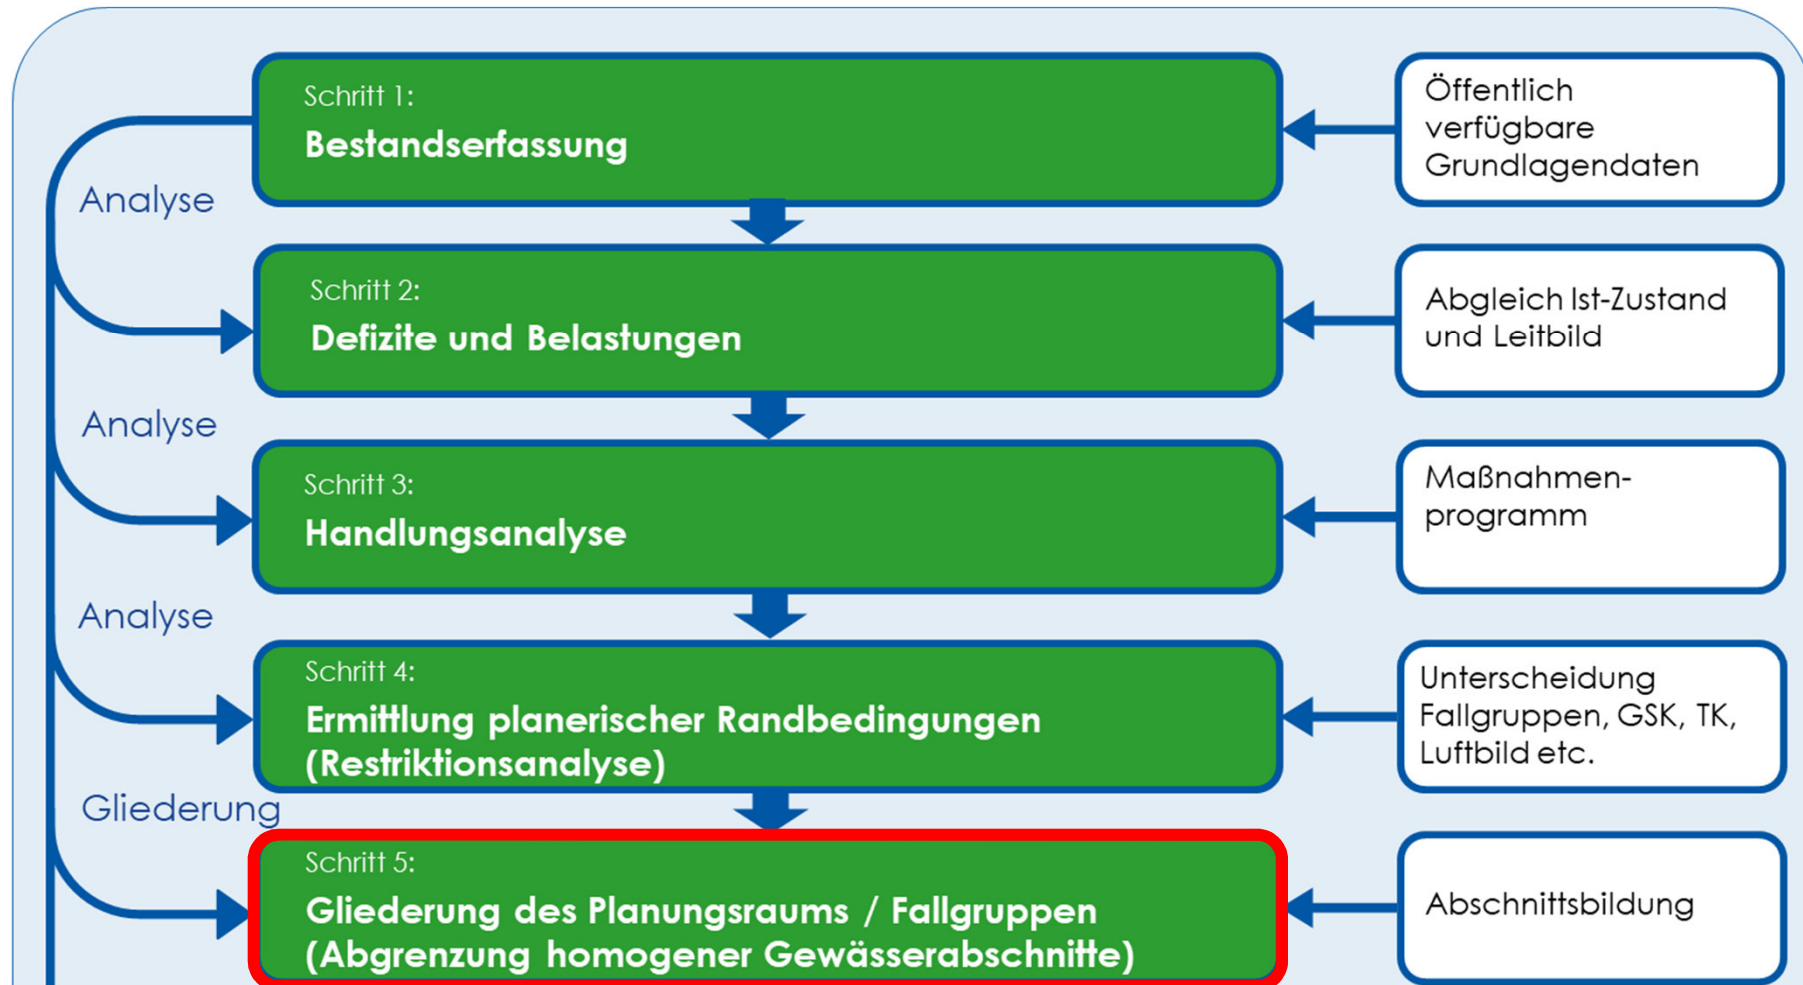 Schritt 1:
Bestandserfassung
Öffentlich
verfügbare
Grundlagendaten
Analyse
Schritt 2:
Defizite und Belastungen
Abgleich Ist-Zustand
und Leitbild
Analyse
Schritt 3:
Handlungsanalyse
Maßnahmen-
programm
Analyse
Schritt 4:
Ermittlung planerischer Randbedingungen
(Restriktionsanalyse)
Unterscheidung
Fallgruppen, GSK, TK,
Luftbild etc.
Gliederung
Schritt 5:
Gliederung des Planungsraums / Fallgruppen
(Abgrenzung homogener Gewässerabschnitte)
Abschnittsbildung